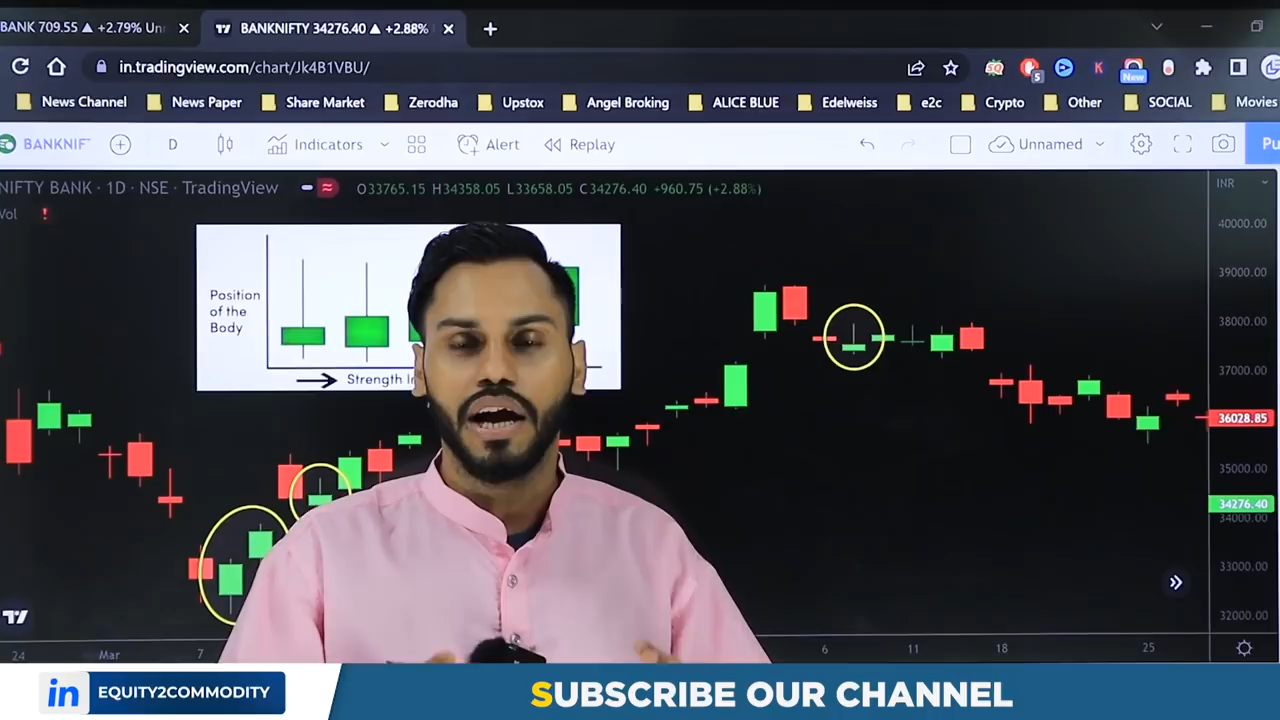 BANK 709.55 ▲ +2.79%
BANKNIFTY 34276.40 ▲ +2.88%
in.tradingview.com/chart/Jk4B1VBU/
5
New
News Channel News Paper Share Market Zerodha Upstox Angel Broking ALICE BLUE Edelweiss e2c Crypto Other SOCIAL Movies
BANKNIF D Indicators Alert Replay Unnamed Pu
NIFTY BANK · 1D · NSE · TradingView O33765.15 H34358.05 L33658.05 C34276.40 +960.75 (+2.88%)
INR
Vol !
40000.00
39000.00
38000.00
37000.00
36028.85
35000.00
34276.40
34000.00
33000.00
32000.00
Position
of the
Body
Strength
24 Mar 7 6 11 18 25
in EQUITY2COMMODITY
SUBSCRIBE OUR CHANNEL